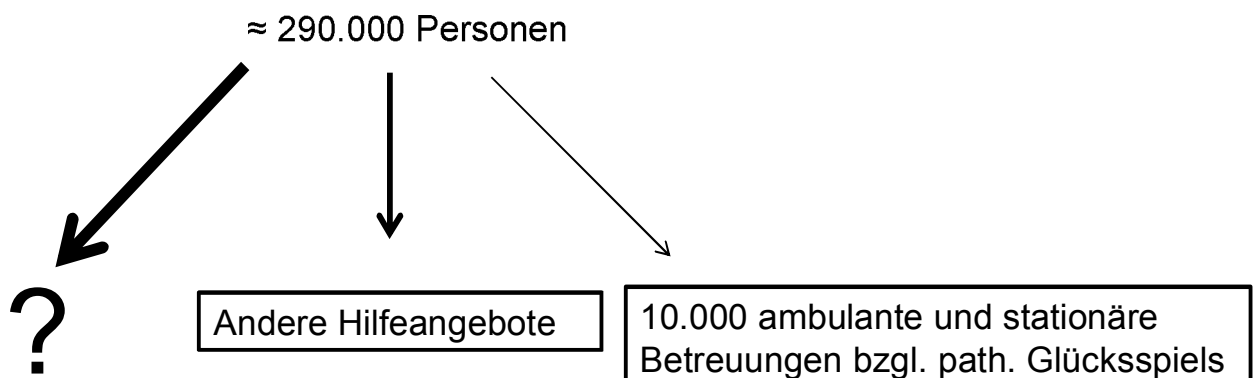 ≈ 290.000 Personen
?
Andere Hilfeangebote
10.000 ambulante und stationäre
Betreuungen bzgl. path. Glücksspiels